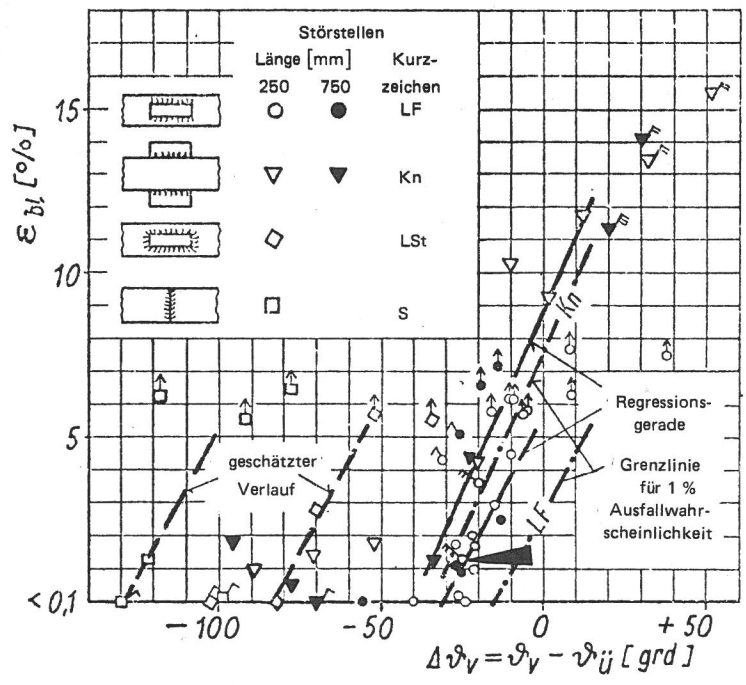 Störstellen
Länge [mm] Kurz-
250 750 zeichen
LF
Kn
LSt
S
ε_bl [%]
15
10
5
< 0,1
geschätzter
Verlauf
Kn
LF
Regressions-
gerade
Grenzlinie
für 1 %
Ausfallwahr-
scheinlichkeit
-100 -50 0 +50
Δϑ_v = ϑ_v - ϑ_ü [grd]